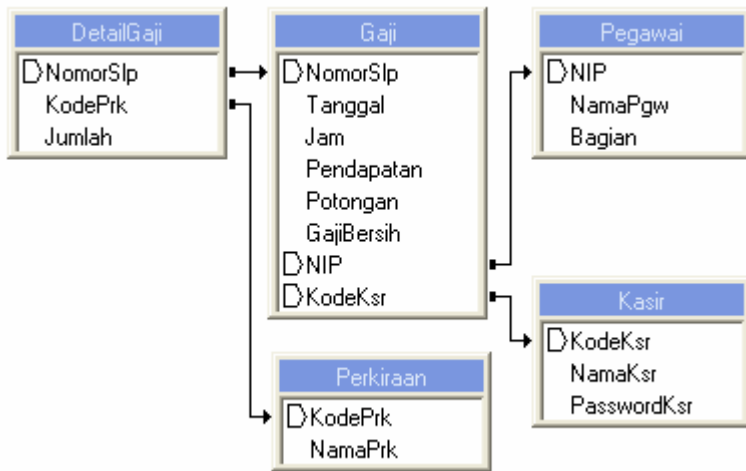 DetailGaji
NomorSlp
KodePrk
Jumlah
Gaji
NomorSlp
Tanggal
Jam
Pendapatan
Potongan
GajiBersih
NIP
KodeKsr
Pegawai
NIP
NamaPgw
Bagian
Kasir
KodeKsr
NamaKsr
PasswordKsr
Perkiraan
KodePrk
NamaPrk